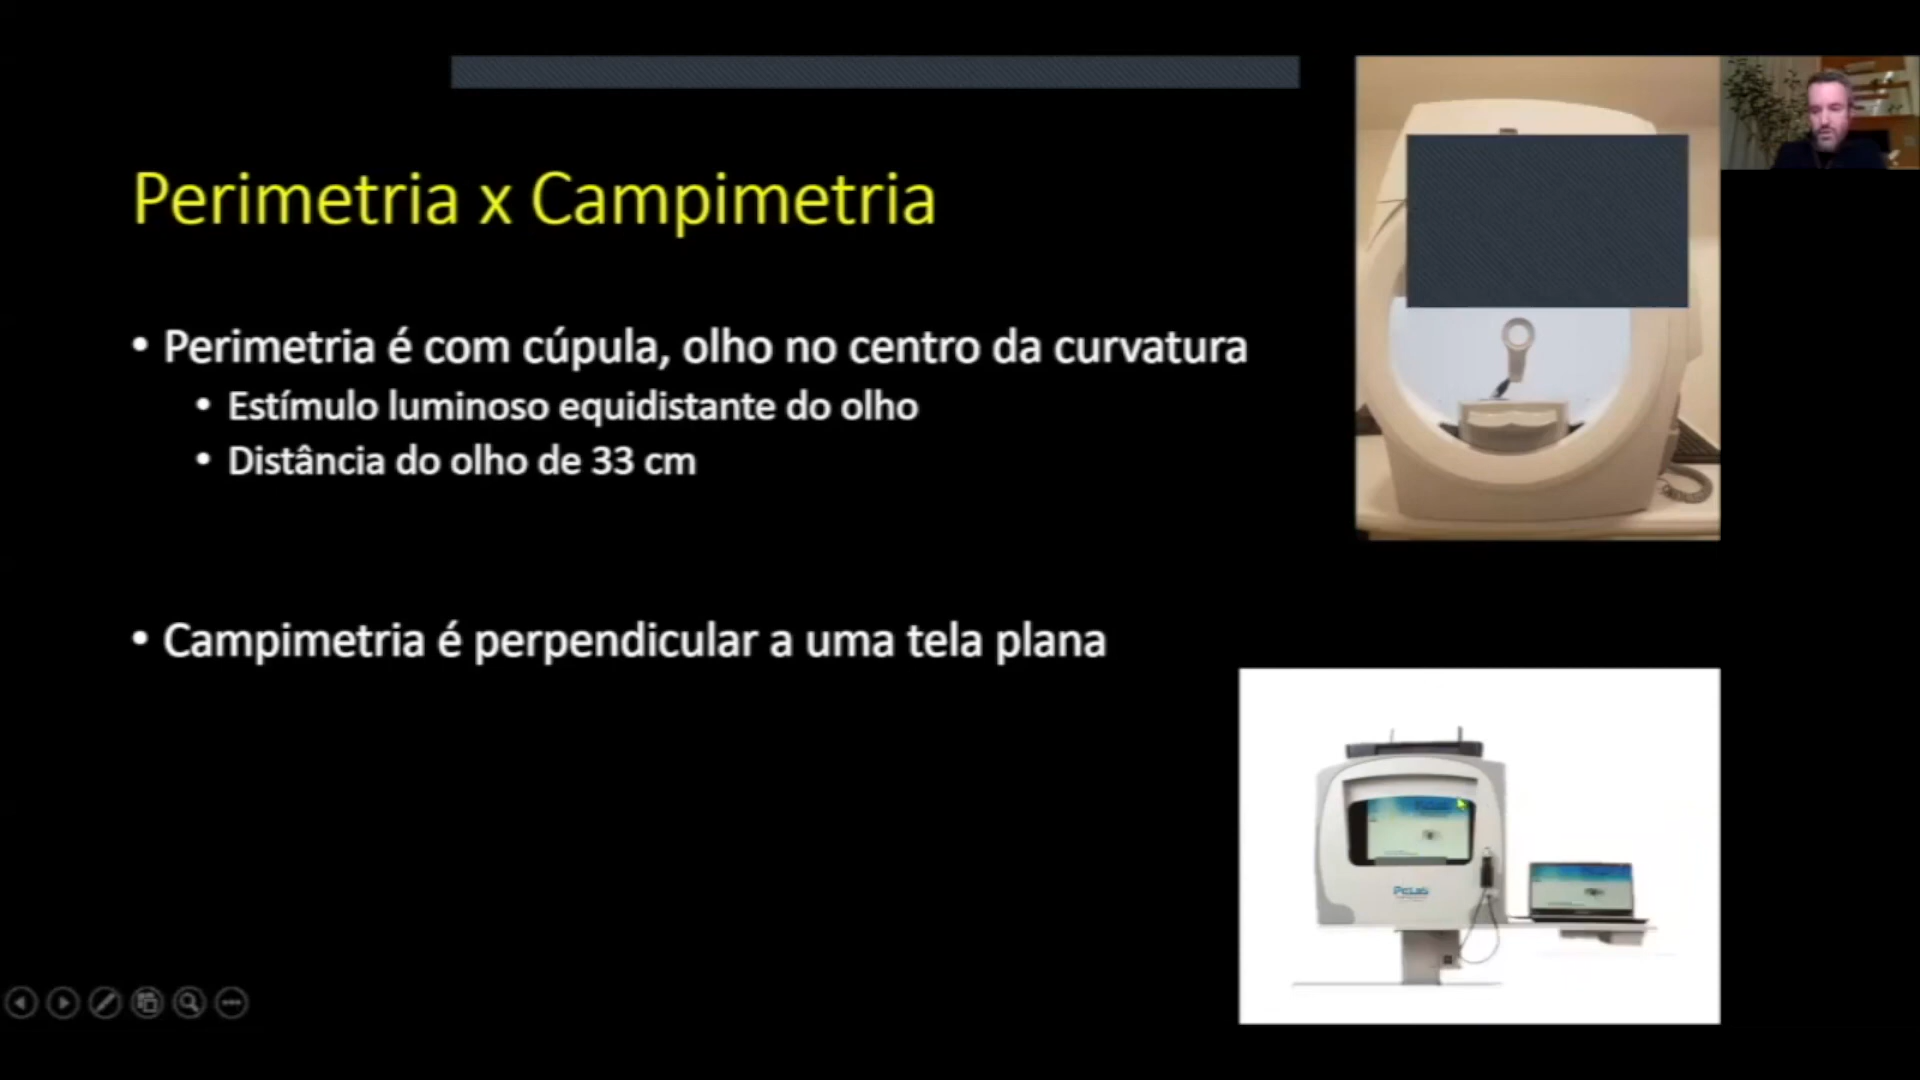 Perimetria x Campimetria
• Perimetria é com cúpula, olho no centro da curvatura
• Estímulo luminoso equidistante do olho
• Distância do olho de 33 cm
• Campimetria é perpendicular a uma tela plana
PcLab